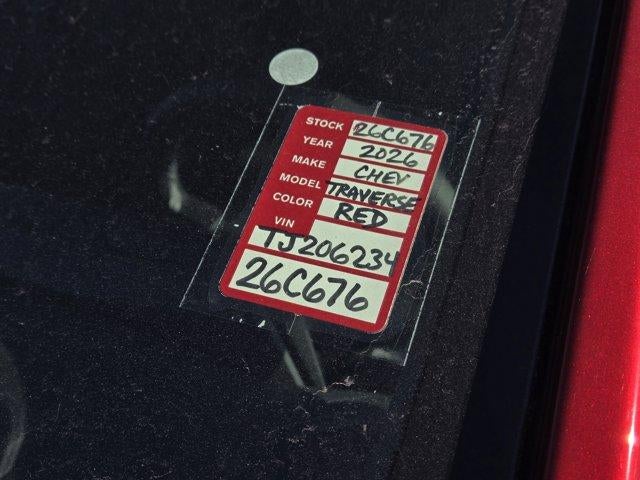 STOCK 26C676
YEAR 2026
MAKE CHEV
MODEL TRAVERSE
COLOR RED
VIN
TJ206234
26C676